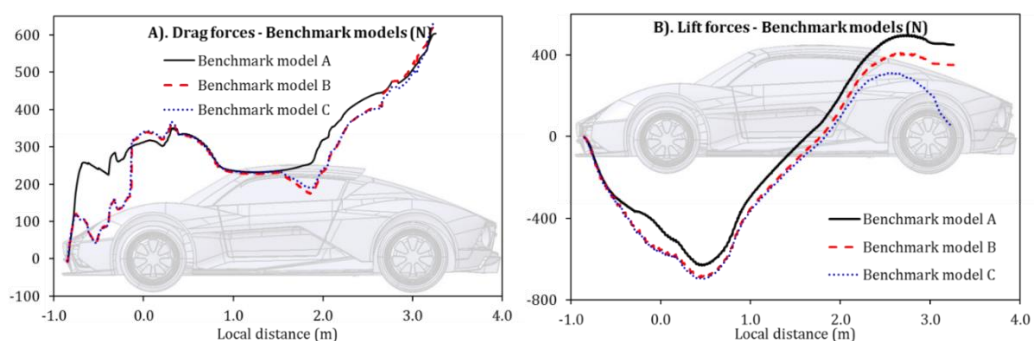 A). Drag forces - Benchmark models (N)
600
500
400
300
200
100
0
-100
Benchmark model A
Benchmark model B
Benchmark model C
-1.0 0.0 1.0 2.0 3.0 4.0
Local distance (m)
B). Lift forces - Benchmark models (N)
400
0
-400
-800
Benchmark model A
Benchmark model B
Benchmark model C
-1.0 0.0 1.0 2.0 3.0 4.0
Local distance (m)